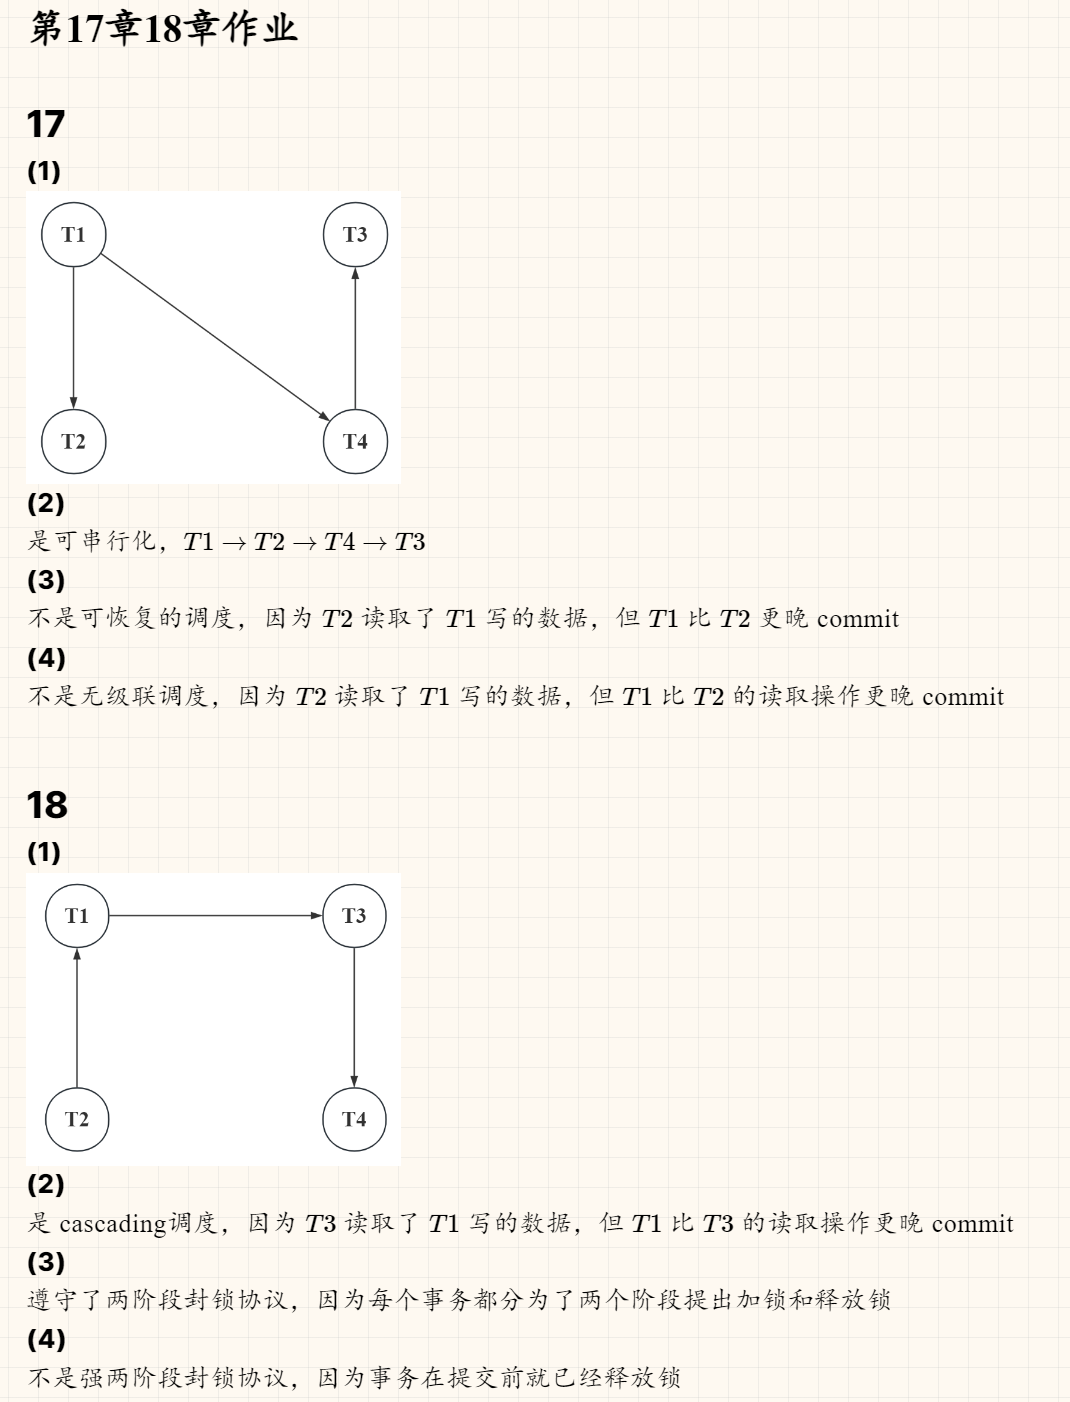 第17章18章作业
17
(1)
T1 T3
T2 T4
(2)
是可串行化，T1 → T2 → T4 → T3
(3)
不是可恢复的调度，因为 T2 读取了 T1 写的数据，但 T1 比 T2 更晚 commit
(4)
不是无级联调度，因为 T2 读取了 T1 写的数据，但 T1 比 T2 的读取操作更晚 commit
18
(1)
T1 T3
T2 T4
(2)
是 cascading调度，因为 T3 读取了 T1 写的数据，但 T1 比 T3 的读取操作更晚 commit
(3)
遵守了两阶段封锁协议，因为每个事务都分为了两个阶段提出加锁和释放锁
(4)
不是强两阶段封锁协议，因为事务在提交前就已经释放锁